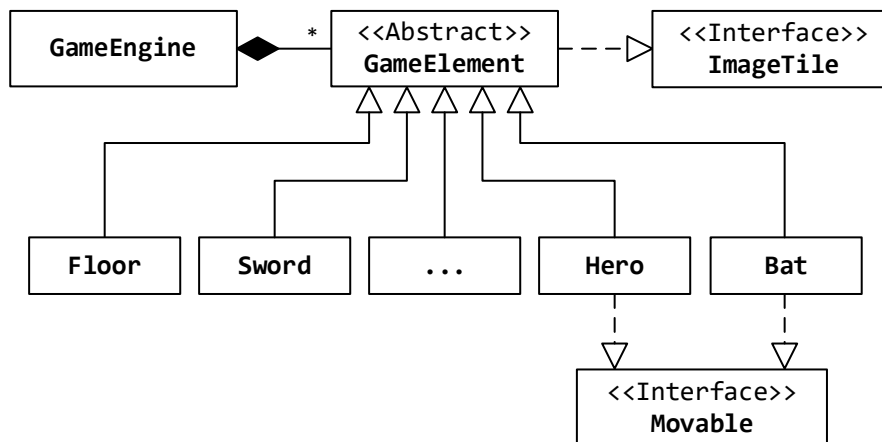 GameEngine
*
<<Abstract>>
GameElement
<<Interface>>
ImageTile
Floor
Sword
...
Hero
Bat
<<Interface>>
Movable